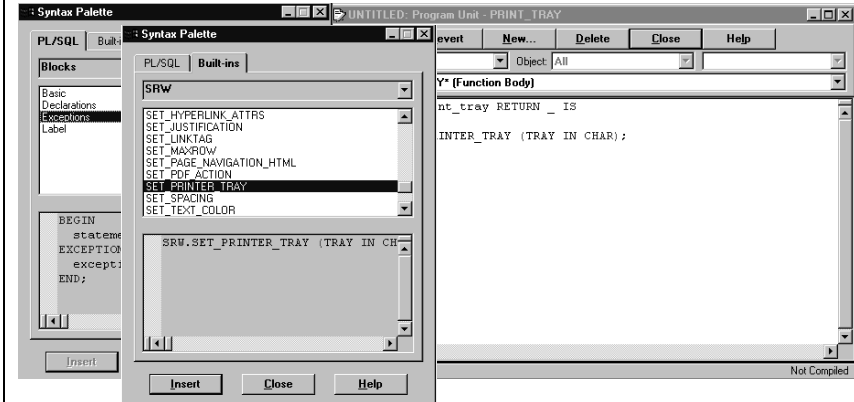 Syntax Palette
PL/SQL
Blocks
Basic
Declarations
Exceptions
Label
BEGIN
EXCEPTION
END;
Insert
Syntax Palette
PL/SQL Built-ins
SRW
SET_HYPERLINK_ATTRS
SET_JUSTIFICATION
SET_LINKTAG
SET_MAXROW
SET_PAGE_NAVIGATION_HTML
SET_PDF_ACTION
SET_PRINTER_TRAY
SET_SPACING
SET_TEXT_COLOR
SRW.SET_PRINTER_TRAY (TRAY IN CH
Insert Close Help
UNTITLED: Program Unit - PRINT_TRAY
evert New... Delete Close Help
Object: All
Y* (Function Body)
nt_tray RETURN _ IS
INTER_TRAY (TRAY IN CHAR);
Not Compiled